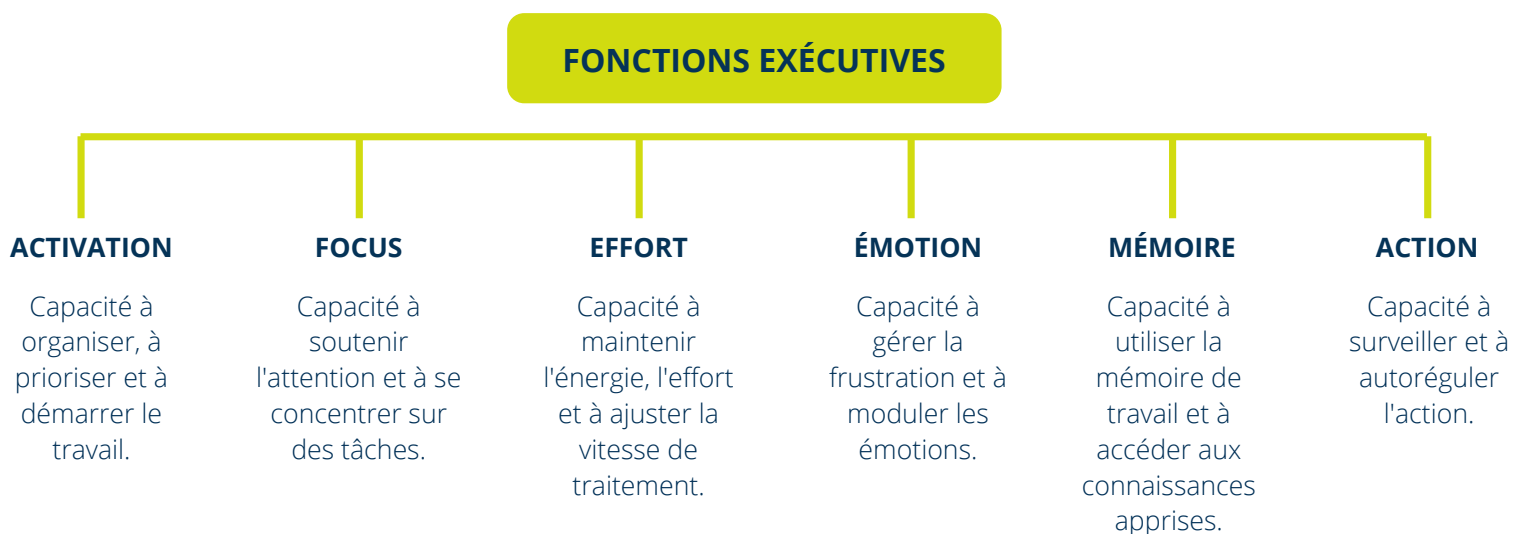 FONCTIONS EXÉCUTIVES
ACTIVATION
Capacité à
organiser, à
prioriser et à
démarrer le
travail.
FOCUS
Capacité à
soutenir
l'attention et à se
concentrer sur
des tâches.
EFFORT
Capacité à
maintenir
l'énergie, l'effort
et à ajuster la
vitesse de
traitement.
ÉMOTION
Capacité à
gérer la
frustration et à
moduler les
émotions.
MÉMOIRE
Capacité à
utiliser la
mémoire de
travail et à
accéder aux
connaissances
apprises.
ACTION
Capacité à
surveiller et à
autoréguler
l'action.